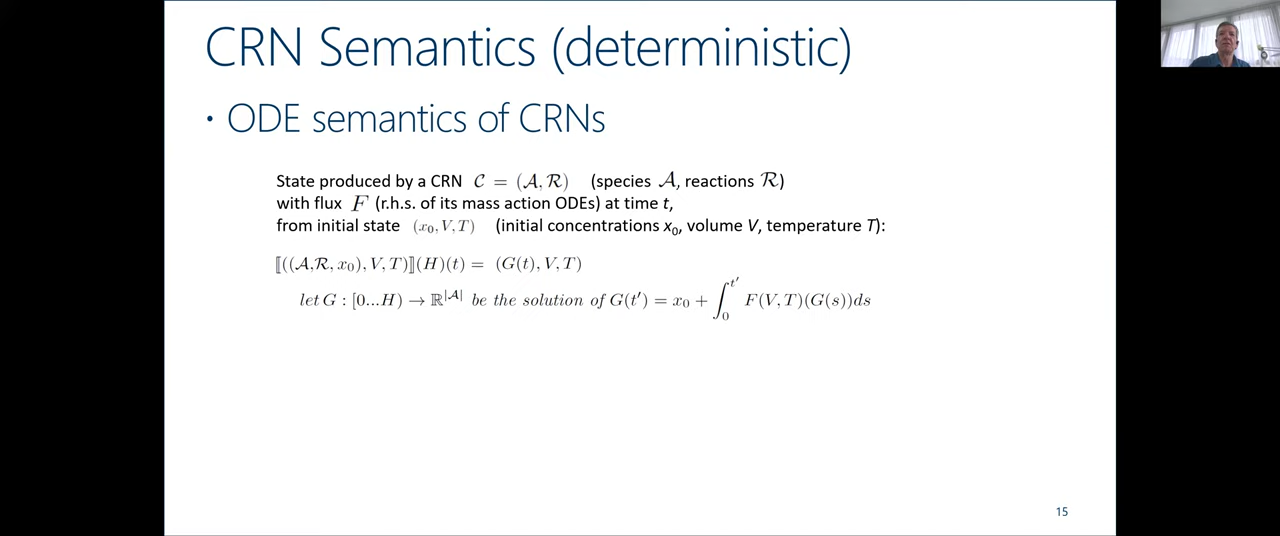 CRN Semantics (deterministic)
• ODE semantics of CRNs
State produced by a CRN 𝒞 = (𝒜, ℛ) (species 𝒜, reactions ℛ)
with flux F (r.h.s. of its mass action ODEs) at time t,
from initial state (x₀, V, T) (initial concentrations x₀, volume V, temperature T):
⟦((𝒜,ℛ, x₀), V, T)⟧(H)(t) = (G(t), V, T)
let G : [0...H) → ℝ^|𝒜| be the solution of G(t′) = x₀ + ∫₀^t′ F(V, T)(G(s))ds
15